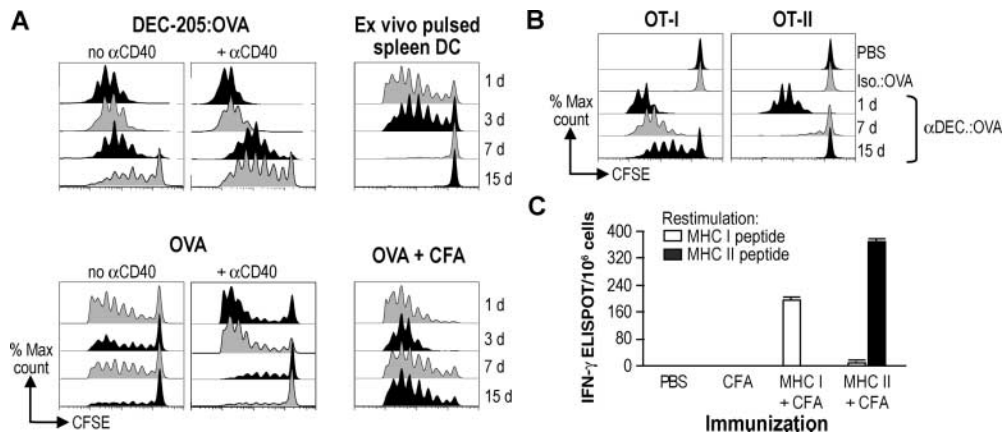 A
DEC-205:OVA
no αCD40
+ αCD40
Ex vivo pulsed
spleen DC
1 d
3 d
7 d
15 d
OVA
no αCD40
+ αCD40
OVA + CFA
1 d
3 d
7 d
15 d
% Max
count
CFSE
B
OT-I
OT-II
PBS
Iso.:OVA
1 d
7 d
15 d
αDEC.:OVA
% Max
count
CFSE
C
Restimulation:
MHC I peptide
MHC II peptide
IFN-γ ELISPOT/10⁶ cells
400
320
240
160
80
0
PBS
CFA
MHC I
+ CFA
MHC II
+ CFA
Immunization